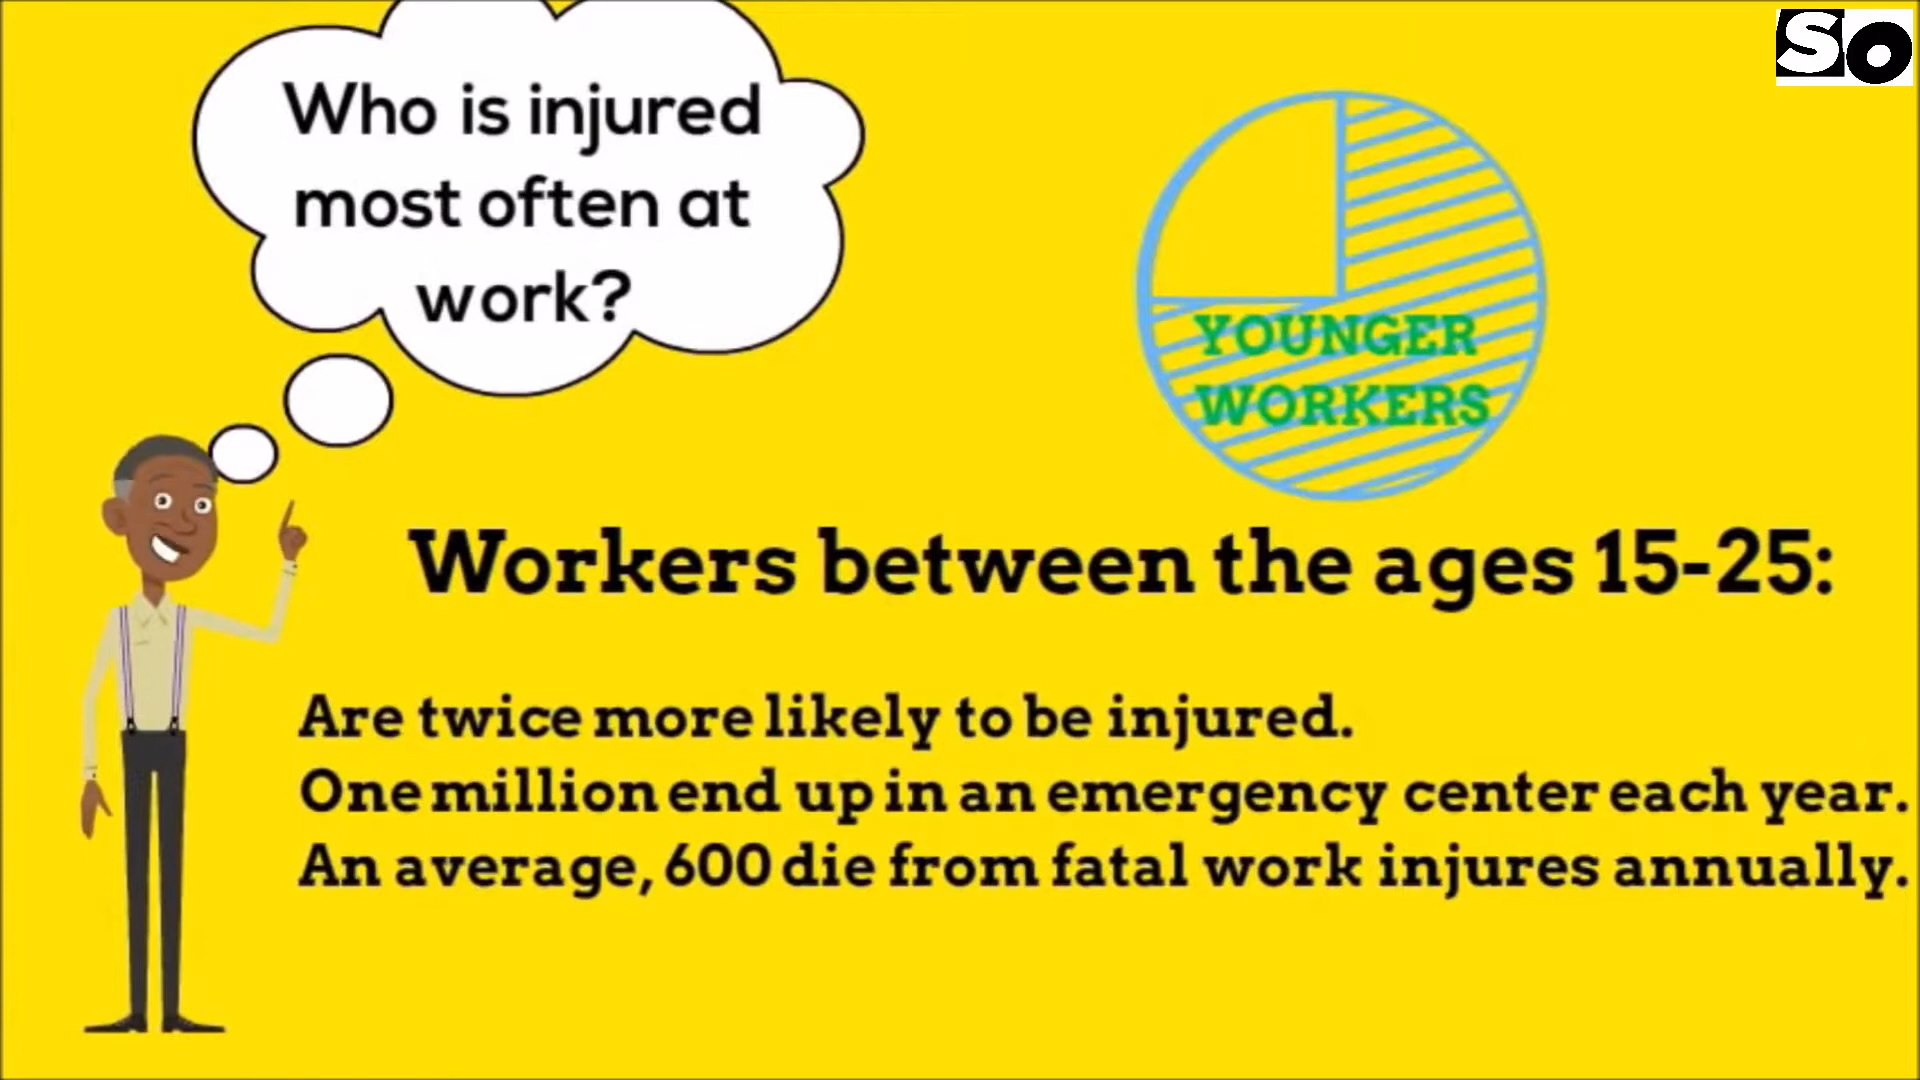 Who is injured
most often at
work?
SO
YOUNGER
WORKERS
Workers between the ages 15-25:
Are twice more likely to be injured.
One million end up in an emergency center each year.
An average, 600 die from fatal work injures annually.